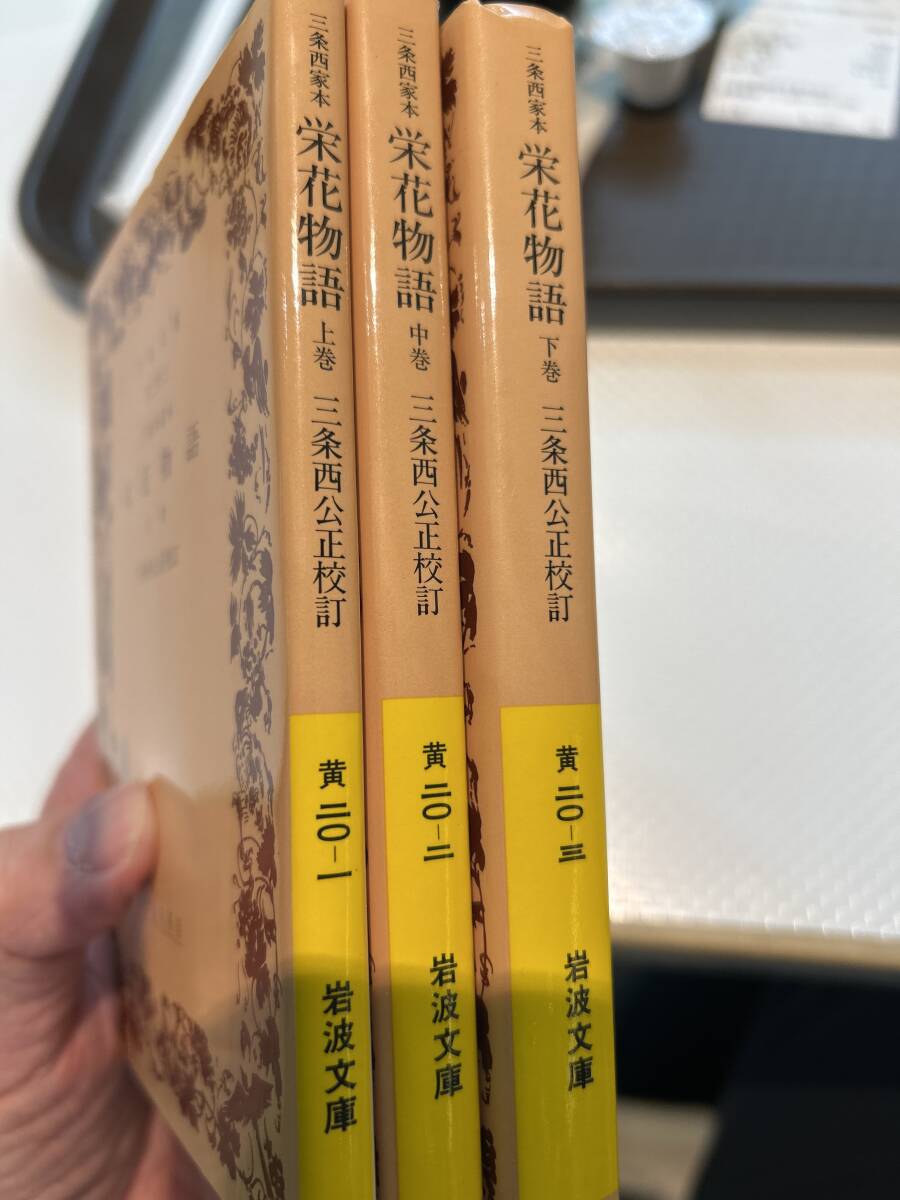 三条西家本 栄花物語 上巻 三条西公正校訂
黄 二〇-一
岩波文庫
三条西家本 栄花物語 中巻 三条西公正校訂
黄 二〇-二
岩波文庫
三条西家本 栄花物語 下巻 三条西公正校訂
黄 二〇-三
岩波文庫